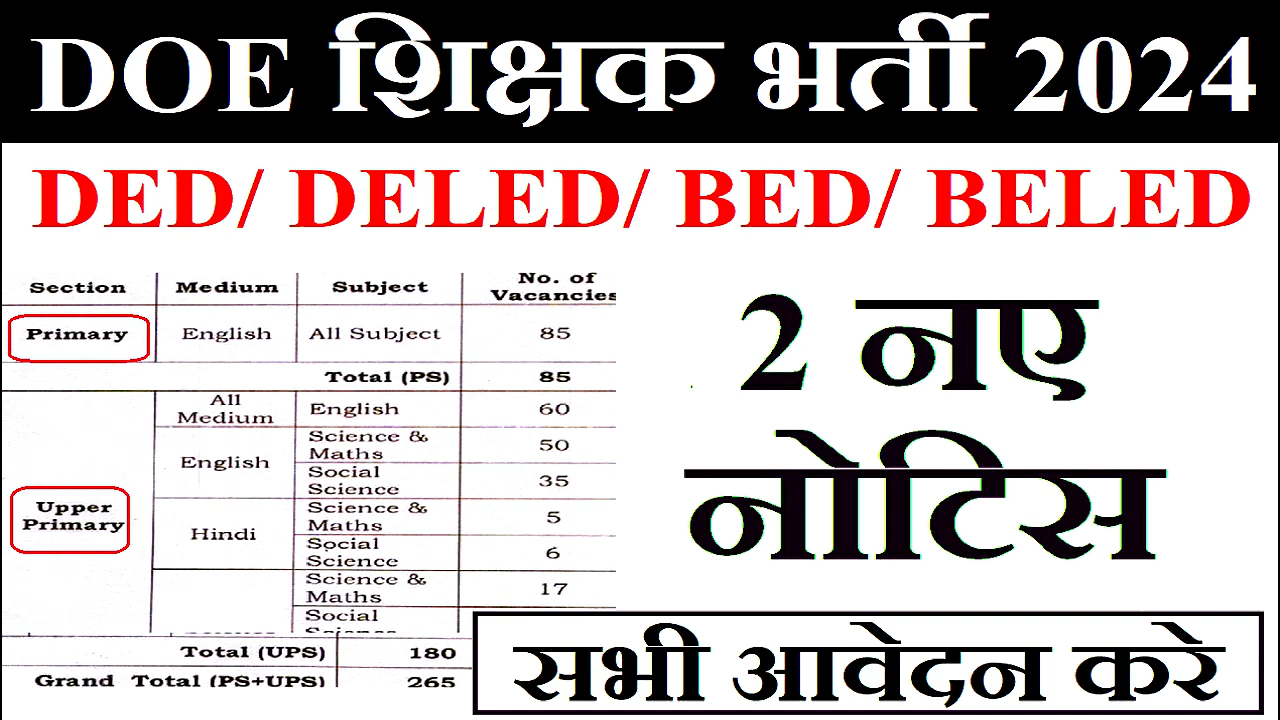 DOE शिक्षक भर्ती 2024
DED/ DELED/ BED/ BELED
Section Medium Subject No. of Vacancies
Primary English All Subject 85
Total (PS) 85
Upper Primary All Medium English 60
English Science & Maths 50
Social Science 35
Hindi Science & Maths 5
Social Science 6
Science & Maths 17
Social
Total (UPS) 180
Grand Total (PS+UPS) 265
2 नए
नोटिस
सभी आवेदन करे